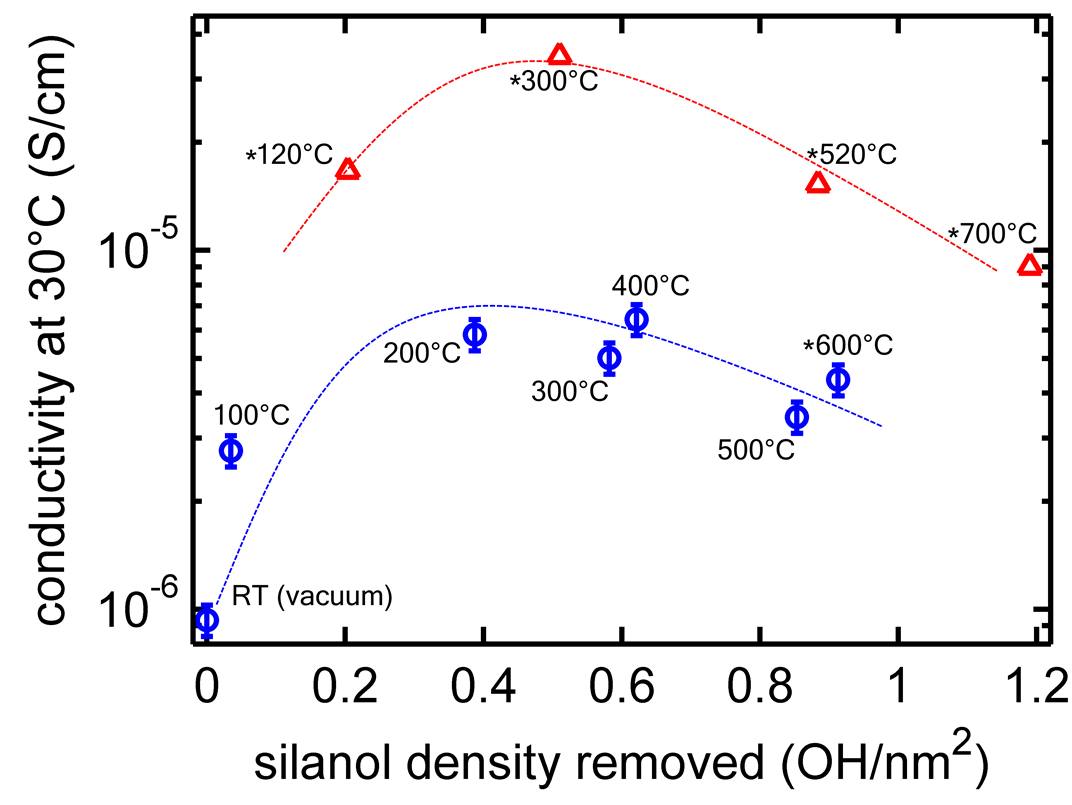 *300°C
*120°C
*520°C
*700°C
10⁻⁵
400°C
*600°C
200°C
300°C
100°C
500°C
RT (vacuum)
10⁻⁶
conductivity at 30°C (S/cm)
0 0.2 0.4 0.6 0.8 1 1.2
silanol density removed (OH/nm²)